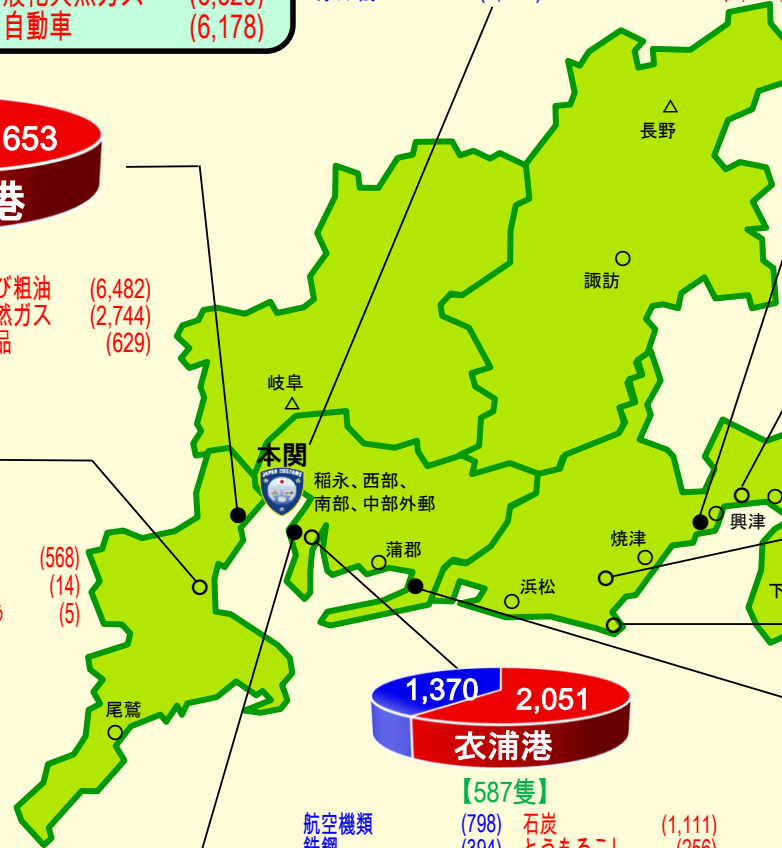 (6,178)
自動車
653
港
び粗油 (6,482)
然ガス (2,744)
品 (629)
長野
諏訪
岐阜
本関
JAPAN CUSTOMS
稲永、西部、
南部、中部外郵
(568)
(14)
(5)
蒲郡
浜松
焼津
興津
下
尾鷲
1,370 2,051
衣浦港
【587隻】
航空機類 (798) 石炭 (1,111)